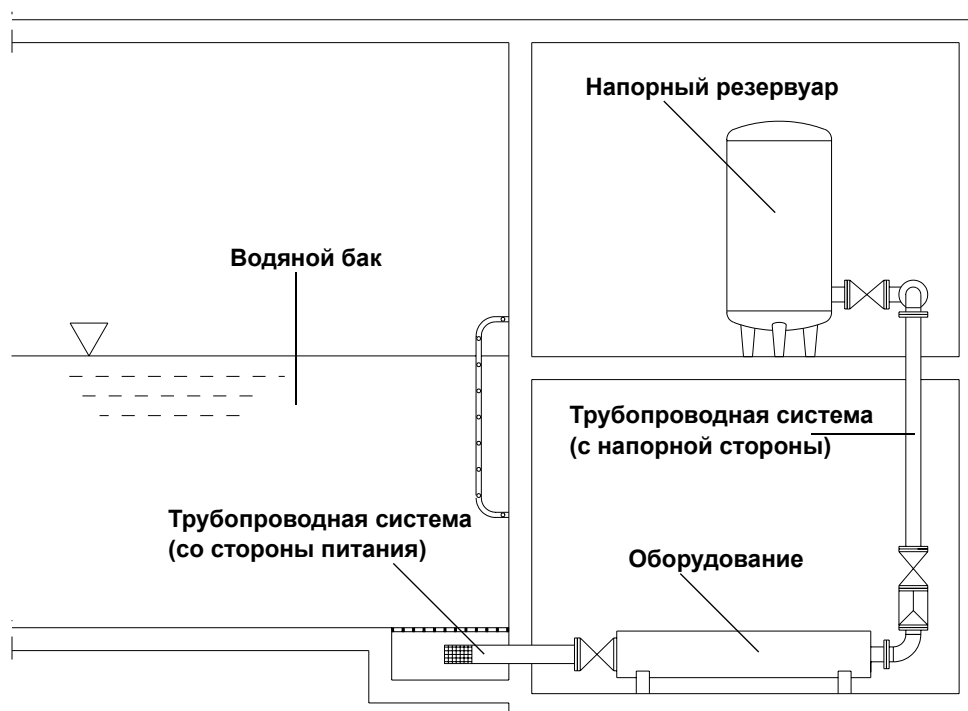 Напорный резервуар
Водяной бак
Трубопроводная система
(с напорной стороны)
Трубопроводная система
(со стороны питания)
Оборудование